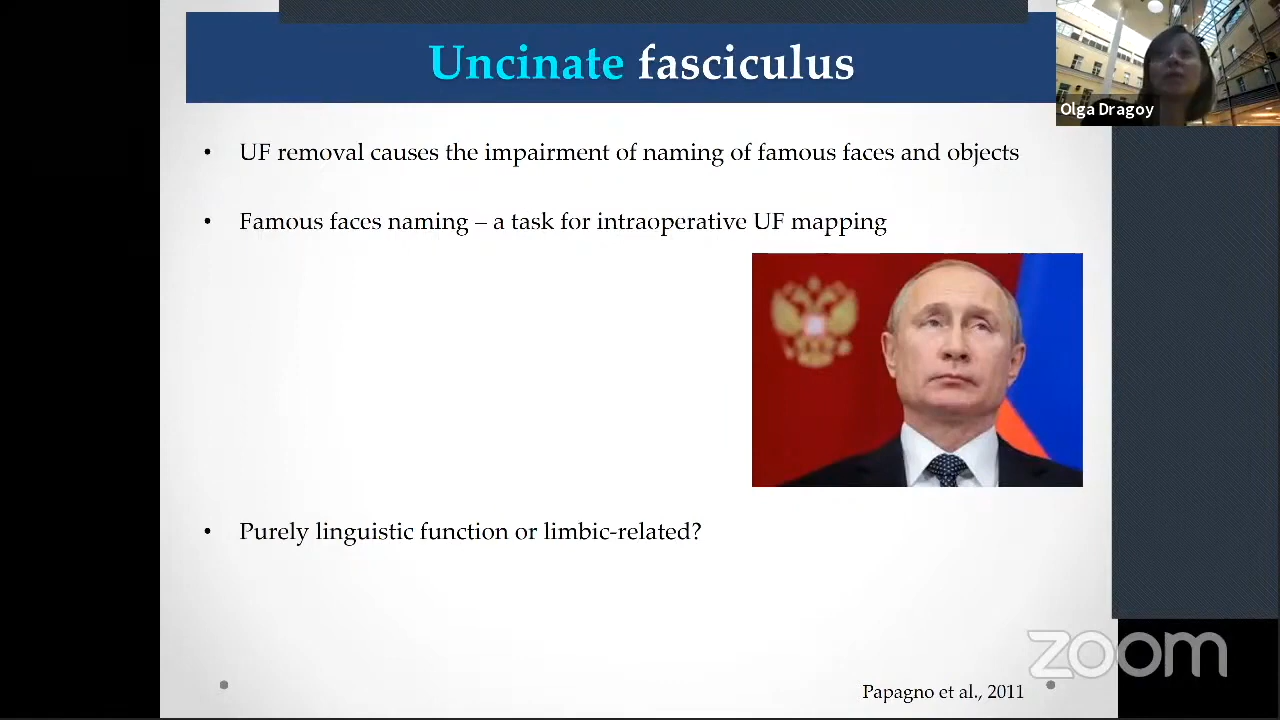 Uncinate fasciculus
Olga Dragoy
• UF removal causes the impairment of naming of famous faces and objects
• Famous faces naming – a task for intraoperative UF mapping
• Purely linguistic function or limbic-related?
zoom
Papagno et al., 2011